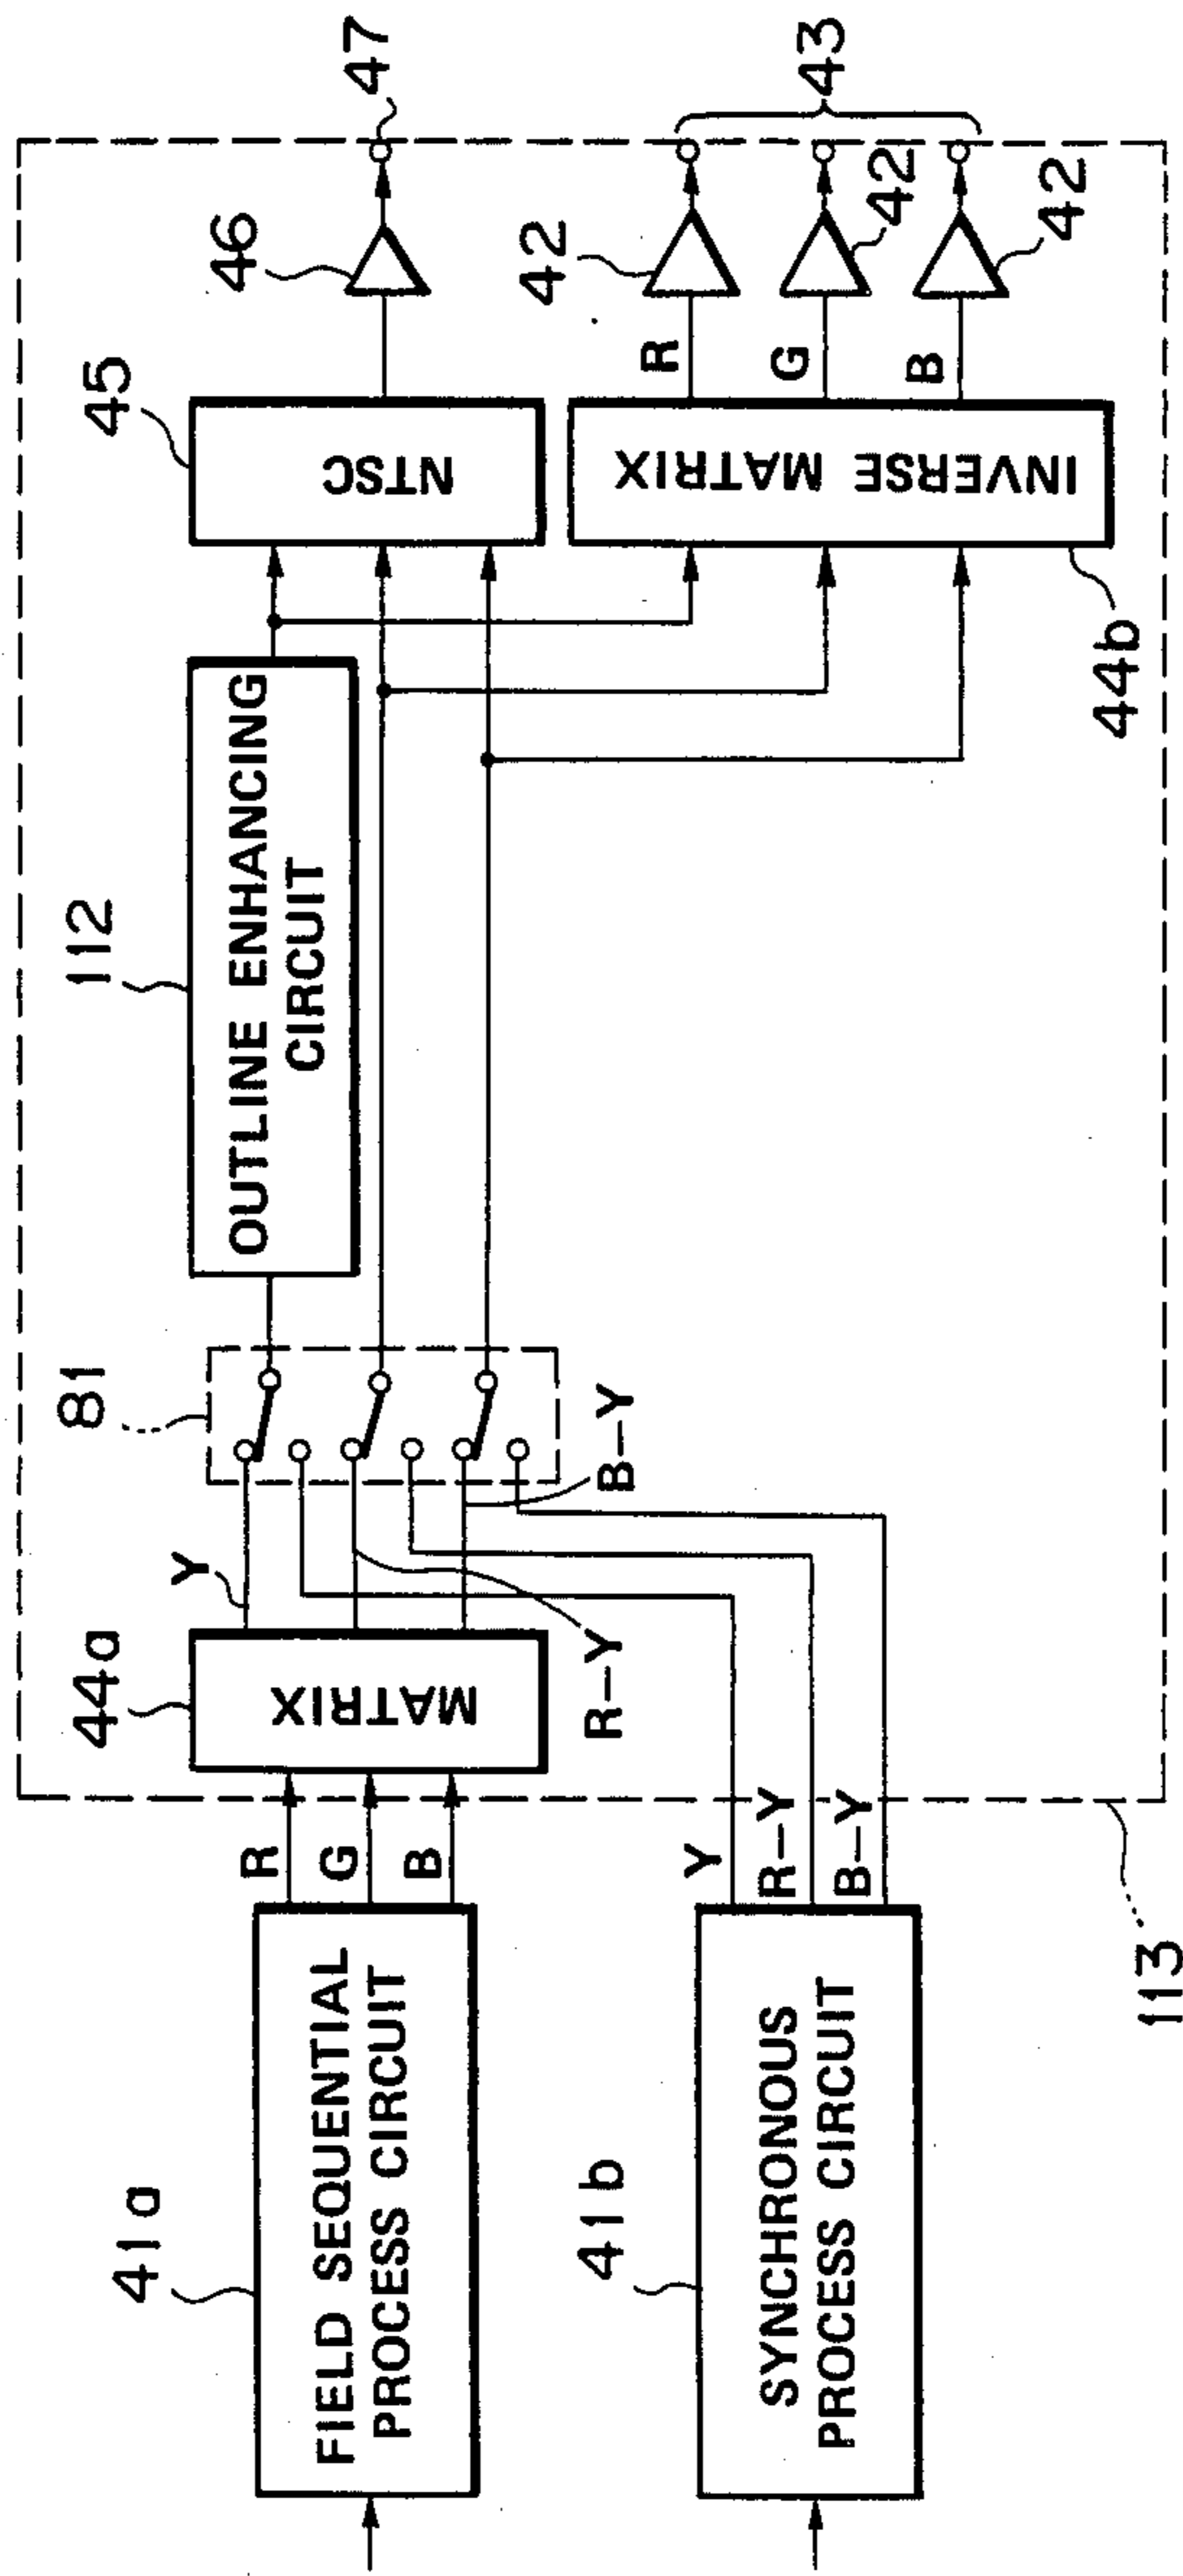 41a
FIELD SEQUENTIAL
PROCESS CIRCUIT
R
G
B
44a
MATRIX
Y
R-Y
B-Y
81
112
OUTLINE ENHANCING
CIRCUIT
45
NTSC
46
47
41b
SYNCHRONOUS
PROCESS CIRCUIT
Y
R-Y
B-Y
113
44b
INVERSE MATRIX
R
G
B
42
42
42
43